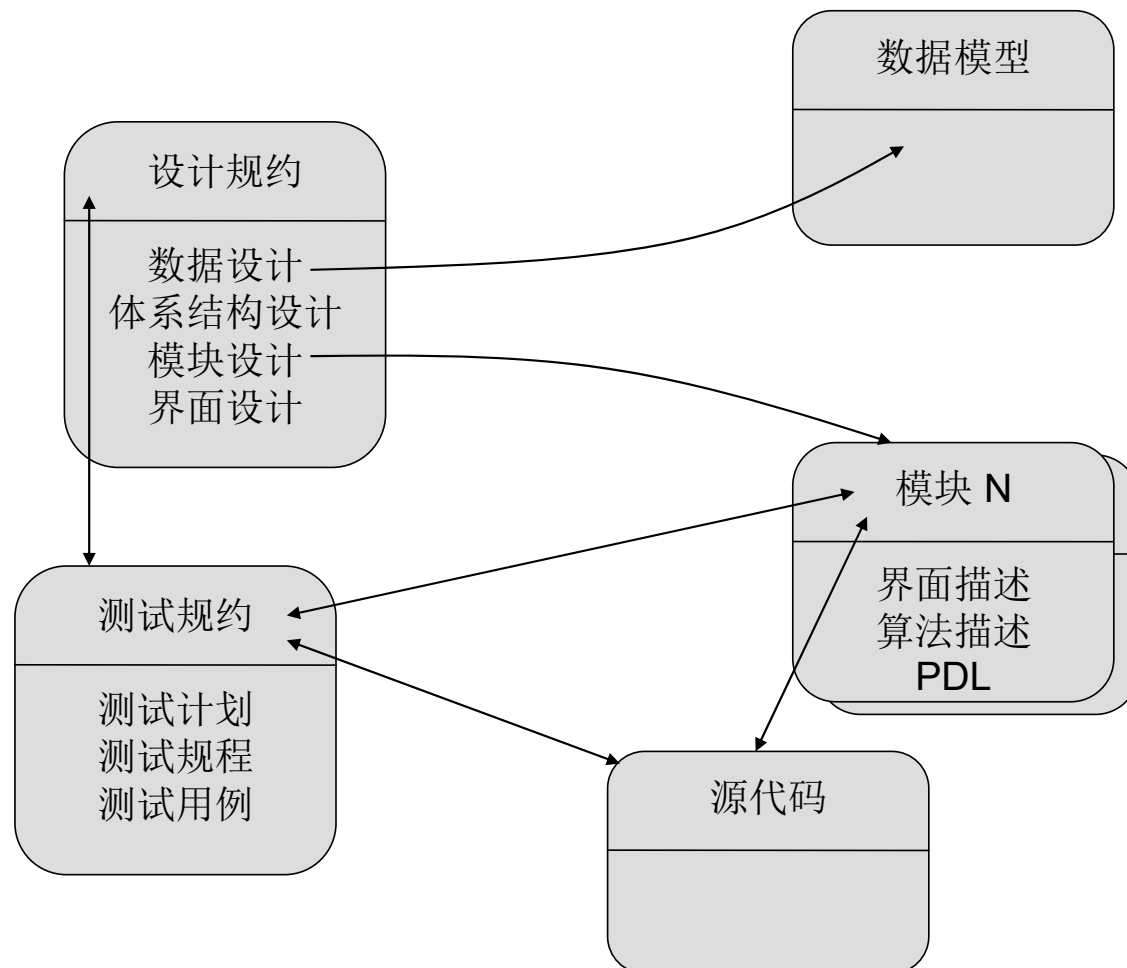 数据模型
设计规约
数据设计
体系结构设计
模块设计
界面设计
模块 N
界面描述
算法描述
PDL
测试规约
测试计划
测试规程
测试用例
源代码